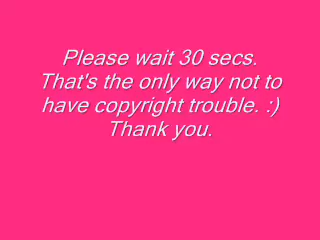 Please wait 30 secs.
That's the only way not to
have copyright trouble. :)
Thank you.